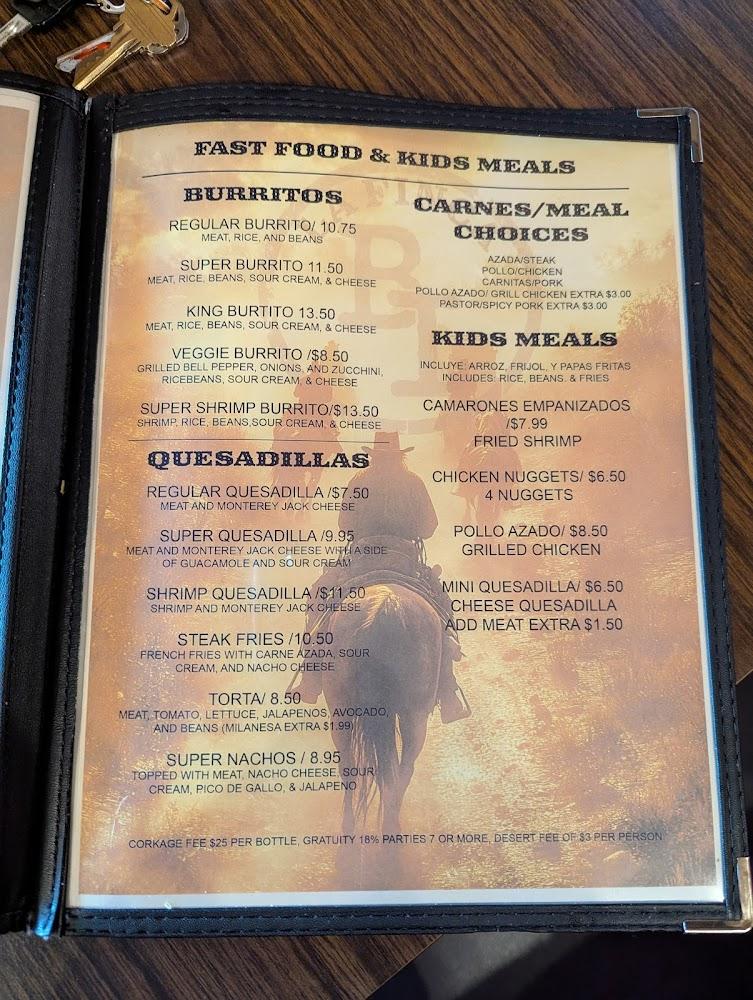 FAST FOOD & KIDS MEALS
BURRITOS
REGULAR BURRITO/ 10.75
MEAT, RICE, AND BEANS
SUPER BURRITO 11.50
MEAT, RICE, BEANS, SOUR CREAM, & CHEESE
KING BURTITO 13.50
MEAT, RICE, BEANS, SOUR CREAM, & CHEESE
VEGGIE BURRITO /$8.50
GRILLED BELL PEPPER, ONIONS, AND ZUCCHINI,
RICEBEANS, SOUR CREAM, & CHEESE
SUPER SHRIMP BURRITO/$13.50
SHRIMP, RICE, BEANS,SOUR CREAM, & CHEESE
QUESADILLAS
REGULAR QUESADILLA /$7.50
MEAT AND MONTEREY JACK CHEESE
SUPER QUESADILLA /9.95
MEAT AND MONTEREY JACK CHEESE WITH A SIDE
OF GUACAMOLE AND SOUR CREAM
SHRIMP QUESADILLA /$11.50
SHRIMP AND MONTEREY JACK CHEESE
STEAK FRIES /10.50
FRENCH FRIES WITH CARNE AZADA, SOUR
CREAM, AND NACHO CHEESE
TORTA/ 8.50
MEAT, TOMATO, LETTUCE, JALAPENOS, AVOCADO,
AND BEANS (MILANESA EXTRA $1.99)
SUPER NACHOS / 8.95
TOPPED WITH MEAT, NACHO CHEESE, SOUR
CREAM, PICO DE GALLO, & JALAPENO
CARNES/MEAL
CHOICES
AZADA/STEAK
POLLO/CHICKEN
CARNITAS/PORK
POLLO AZADO/ GRILL CHICKEN EXTRA $3.00
PASTOR/SPICY PORK EXTRA $3.00
KIDS MEALS
INCLUYE: ARROZ, FRIJOL, Y PAPAS FRITAS
INCLUDES: RICE, BEANS. & FRIES
CAMARONES EMPANIZADOS
/$7.99
FRIED SHRIMP
CHICKEN NUGGETS/ $6.50
4 NUGGETS
POLLO AZADO/ $8.50
GRILLED CHICKEN
MINI QUESADILLA/ $6.50
CHEESE QUESADILLA
ADD MEAT EXTRA $1.50
CORKAGE FEE $25 PER BOTTLE, GRATUITY 18% PARTIES 7 OR MORE, DESERT FEE OF $3 PER PERSON